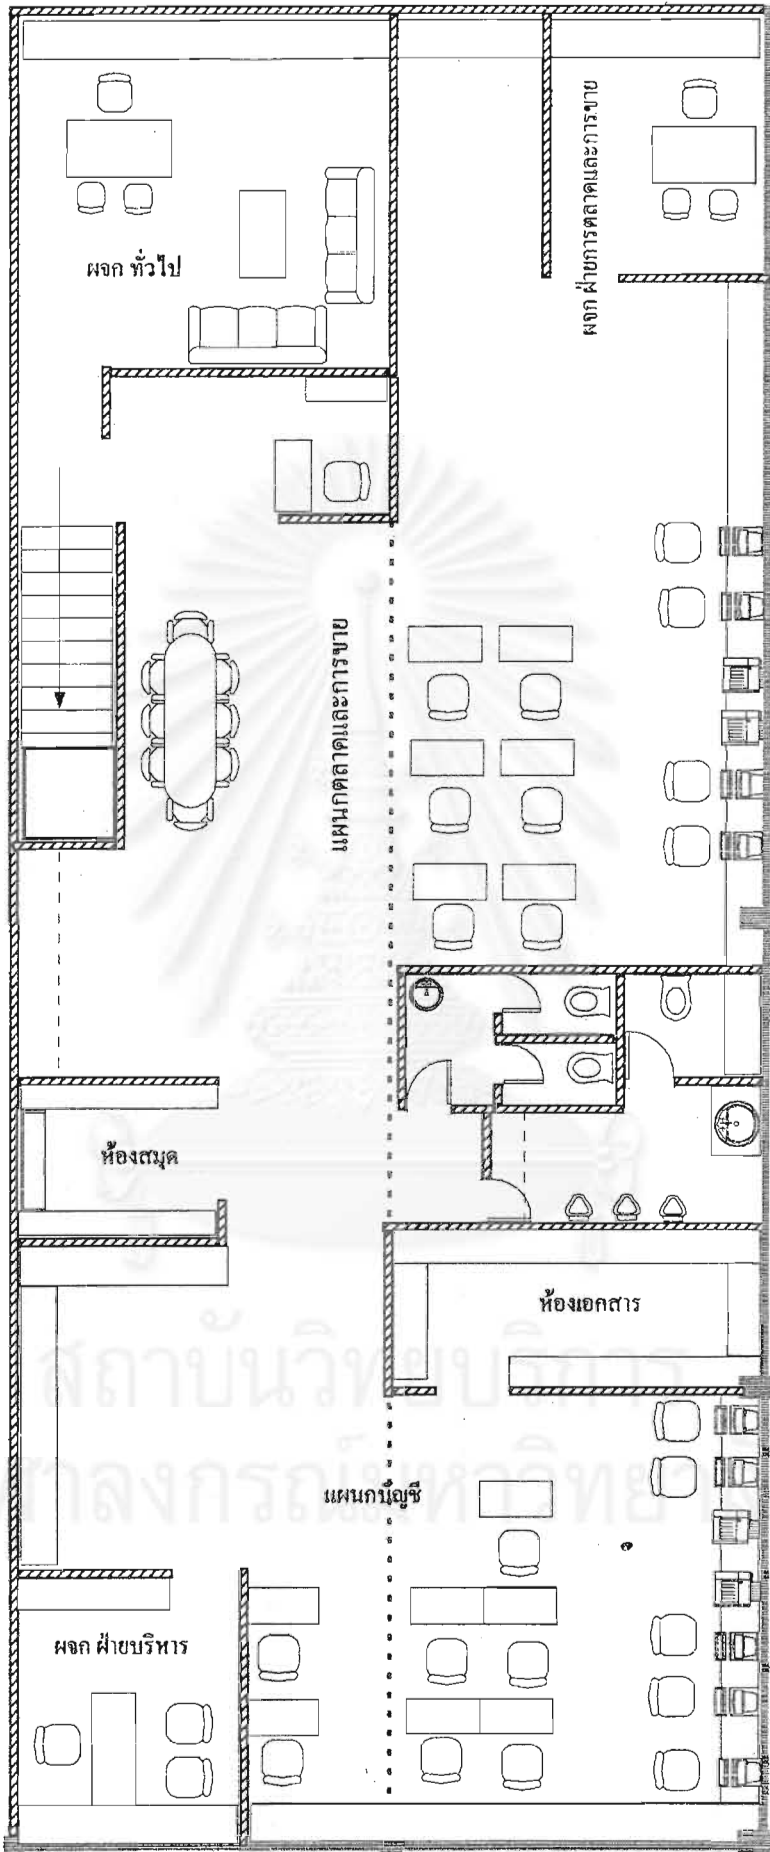 ผจก ทั่วไป
ผจก ฝ่ายการตลาดและการขาย
แผนกตลาดและการขาย
ห้องสมุด
ห้องเอกสาร
สถาบันวิทยบริการ
จุฬาลงกรณ์มหาวิทยาลัย
แผนกบัญชี
ผจก ฝ่ายบริหาร